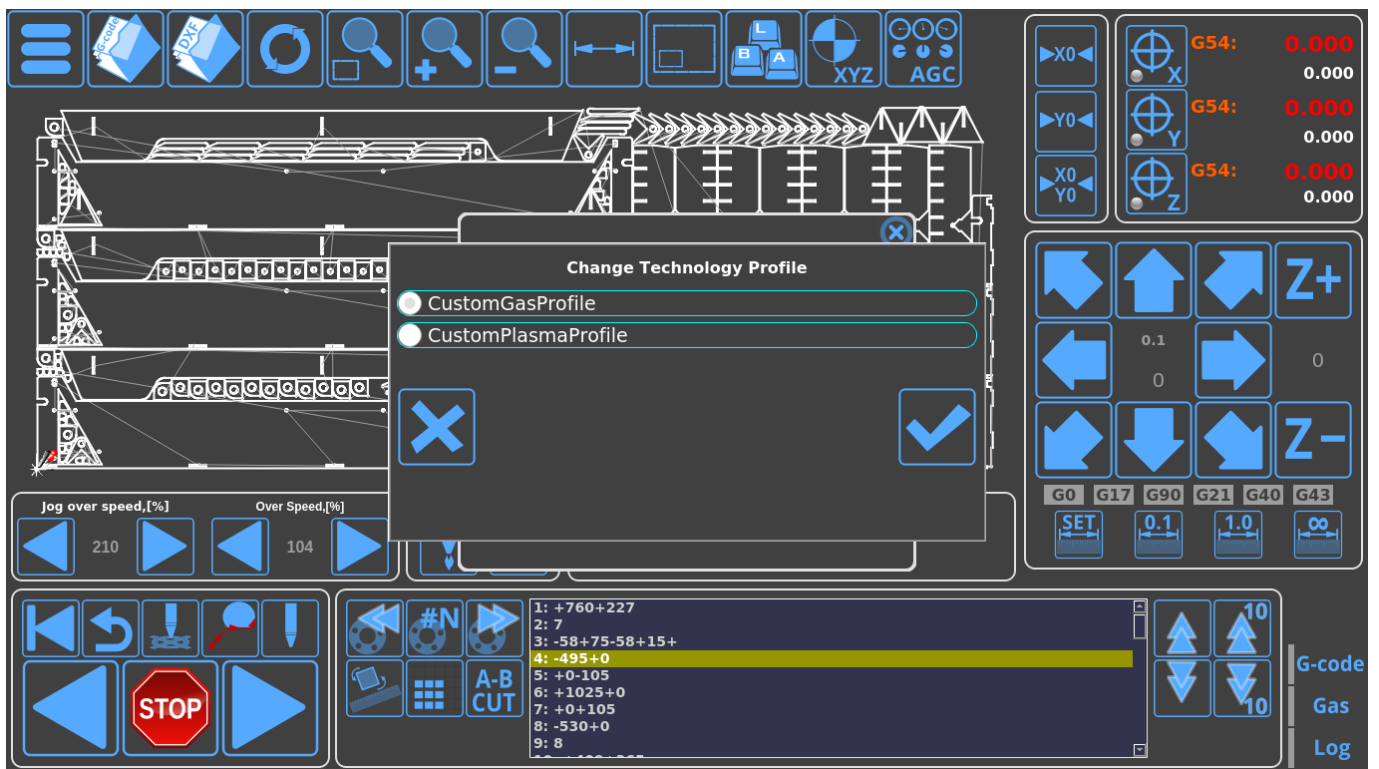 G-code
DXF
XYZ
AGC
L
B
A
X0
Y0
X0
Y0
X
G54:
0.000
0.000
Y
G54:
0.000
0.000
Z
G54:
0.000
0.000
Change Technology Profile
CustomGasProfile
CustomPlasmaProfile
Z+
0.1
0
0
Z−
G0 G17 G90 G21 G40 G43
SET 0.1 1.0 ∞
Jog over speed,[%]
Over Speed,[%]
210
104
STOP
#N
A-B
CUT
1: +760+227
2: 7
3: -58+75-58+15+
4: -495+0
5: +0-105
6: +1025+0
7: +0+105
8: -530+0
9: 8
10
10
G-code
Gas
Log